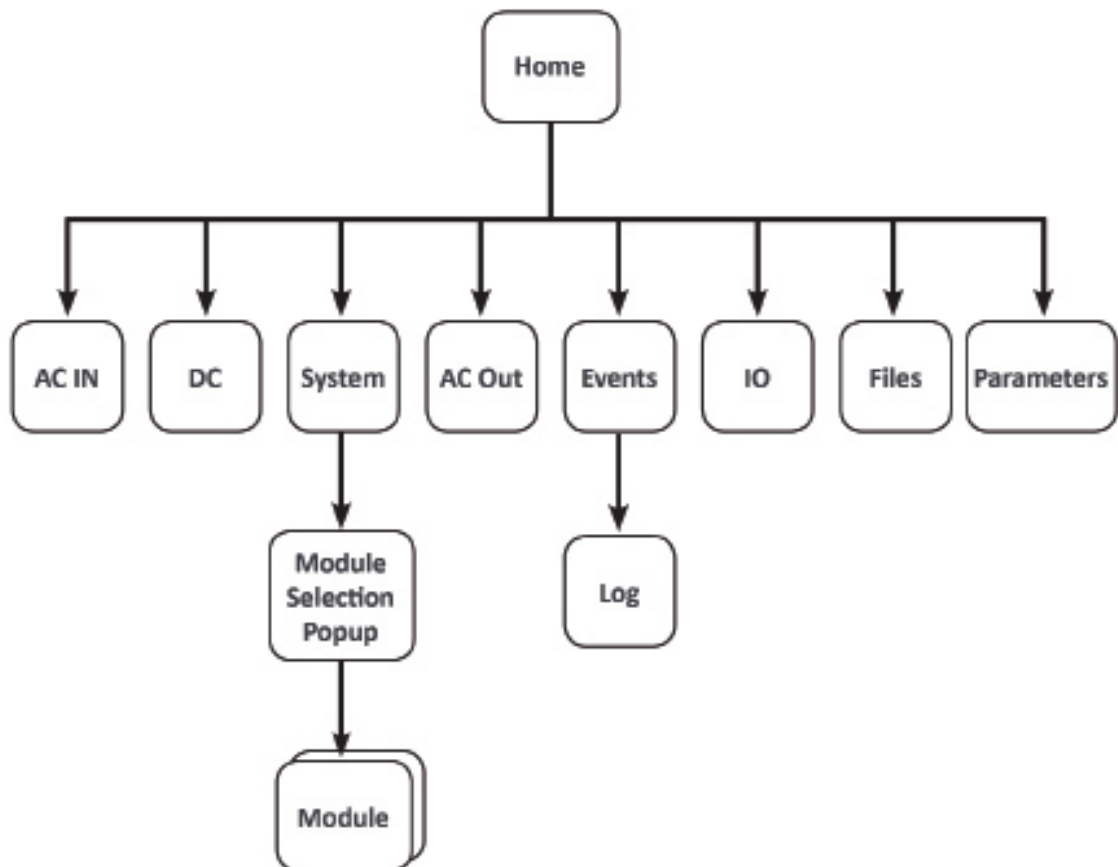 Home
AC IN
DC
System
AC Out
Events
IO
Files
Parameters
Module
Selection
Popup
Log
Module